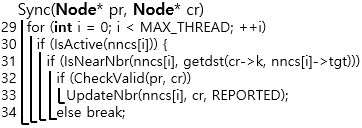 Sync(Node* pr, Node* cr)
29 for (int i = 0; i < MAX_THREAD; ++i)
30 if (IsActive(nncs[i])) {
31 if (IsNearNbr(nncs[i], getdst(cr->k, nncs[i]->tgt)))
32 if (CheckValid(pr, cr))
33 UpdateNbr(nncs[i], cr, REPORTED);
34 else break;